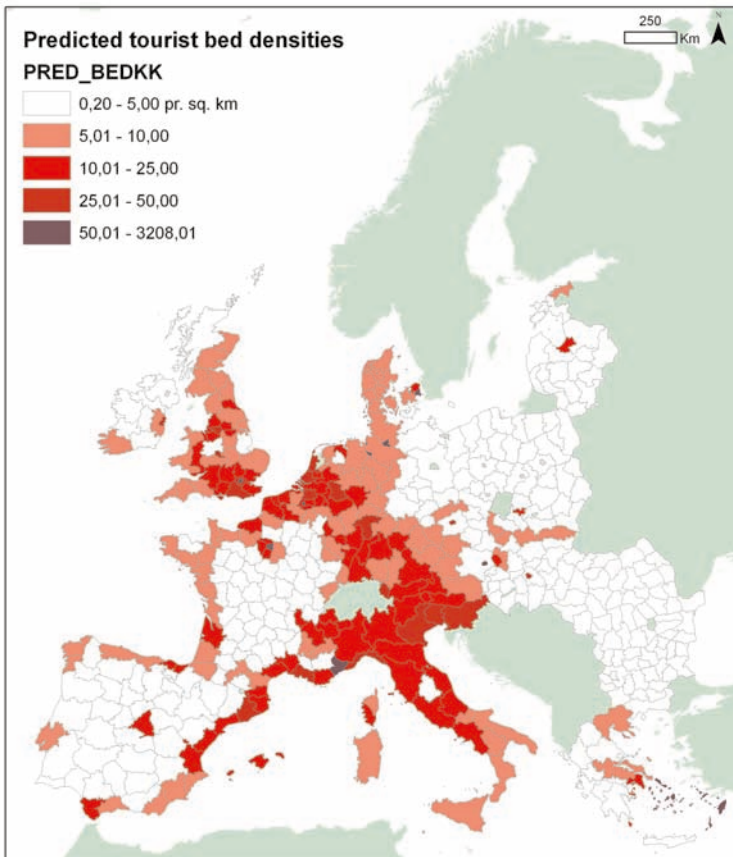 Predicted tourist bed densities
PRED_BEDKK
0,20 - 5,00 pr. sq. km
5,01 - 10,00
10,01 - 25,00
25,01 - 50,00
50,01 - 3208,01
250
Km
N